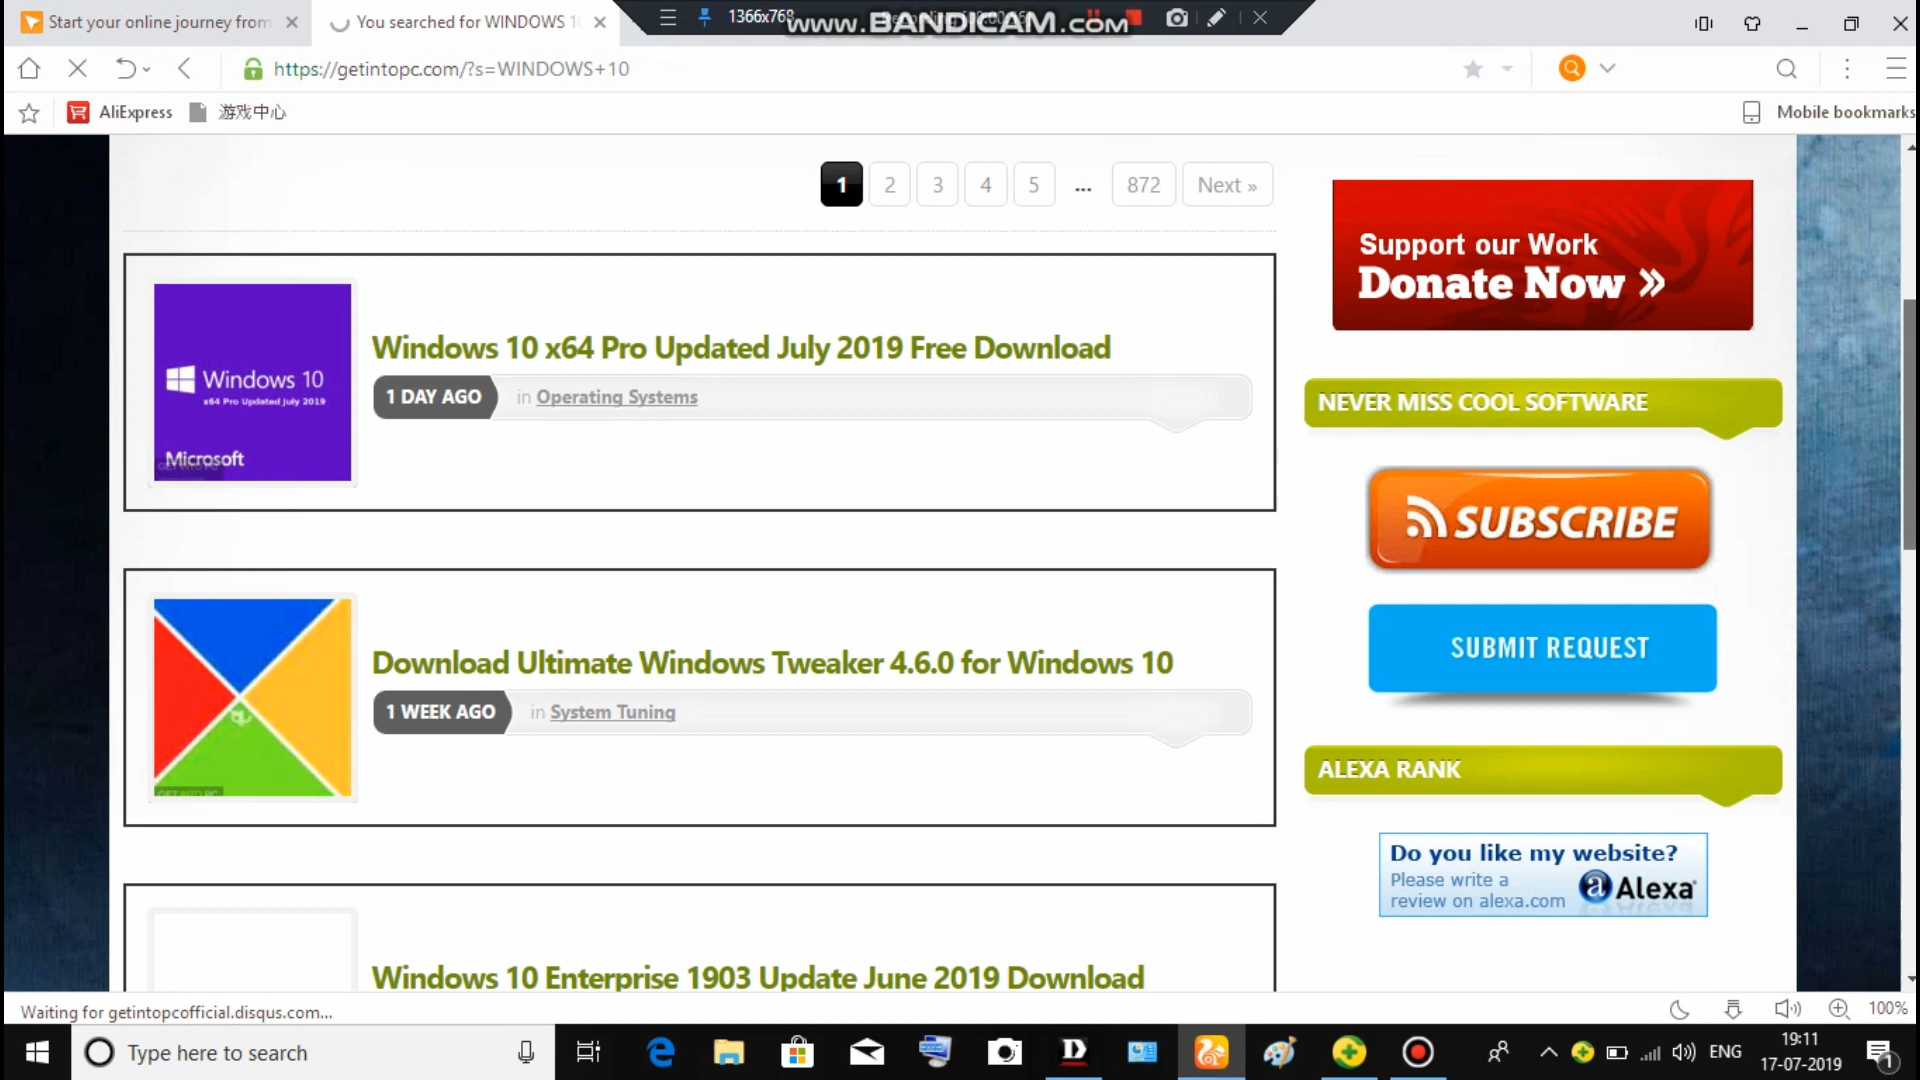 Start your online journey from
You searched for WINDOWS 1
1366x768
www.BANDICAM.com
https://getintopc.com/?s=WINDOWS+10
AliExpress
游戏中心
Mobile bookmarks
1 2 3 4 5 ... 872 Next »
Support our Work
Donate Now »
Windows 10
x64 Pro Updated July 2019
Microsoft
Windows 10 x64 Pro Updated July 2019 Free Download
1 DAY AGO in Operating Systems
NEVER MISS COOL SOFTWARE
SUBSCRIBE
SUBMIT REQUEST
GET INTO PC
Download Ultimate Windows Tweaker 4.6.0 for Windows 10
1 WEEK AGO in System Tuning
ALEXA RANK
Do you like my website?
Please write a
review on alexa.com
a Alexa
Windows 10 Enterprise 1903 Update June 2019 Download
Waiting for getintopcofficial.disqus.com...
100%
Type here to search
ENG
19:11
17-07-2019
1